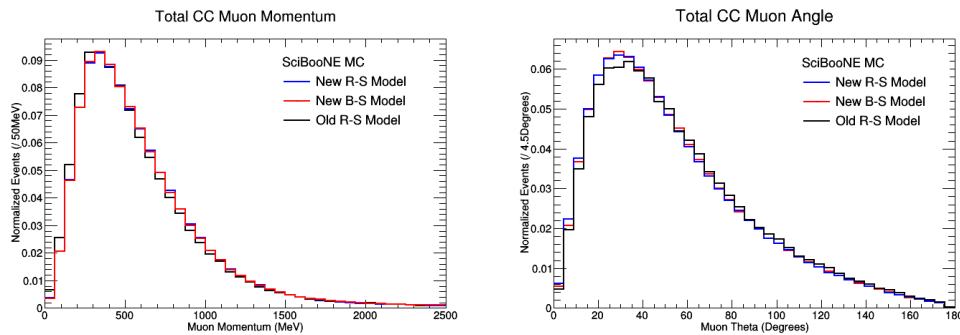 Total CC Muon Momentum
Normalized Events (/ 50MeV)
0.09
0.08
0.07
0.06
0.05
0.04
0.03
0.02
0.01
0
SciBooNE MC
New R-S Model
New B-S Model
Old R-S Model
0 500 1000 1500 2000 2500
Muon Momentum (MeV)
Total CC Muon Angle
Normalized Events (/ 4.5Degrees)
0.06
0.05
0.04
0.03
0.02
0.01
0
SciBooNE MC
New R-S Model
New B-S Model
Old R-S Model
0 20 40 60 80 100 120 140 160 180
Muon Theta (Degrees)